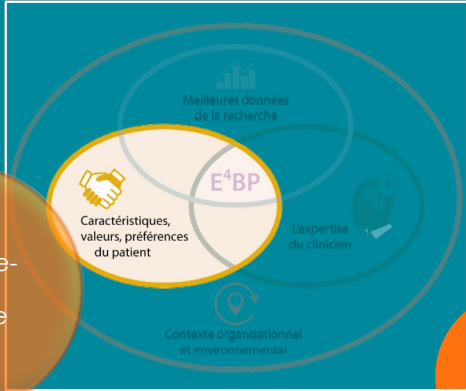 Meilleures données
de la recherche
E⁴BP
Caractéristiques,
valeurs, préférences
du patient
L'expertise
du clinicien
e-
e
Contexte organisationnel
et environnemental